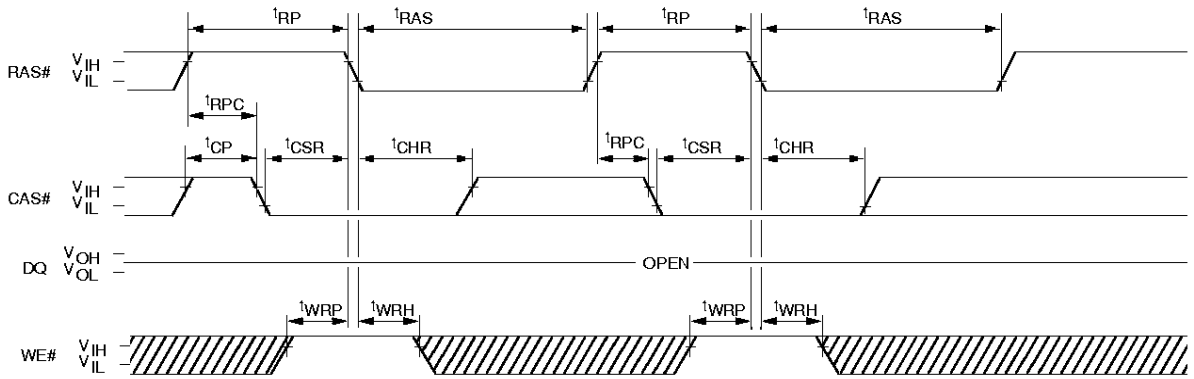 tRP tRAS tRP tRAS
RAS# VIH
VIL
tRPC
tCP tCSR tCHR tRPC tCSR tCHR
CAS# VIH
VIL
DQ VOH
VOL
OPEN
tWRP tWRH tWRP tWRH
WE# VIH
VIL